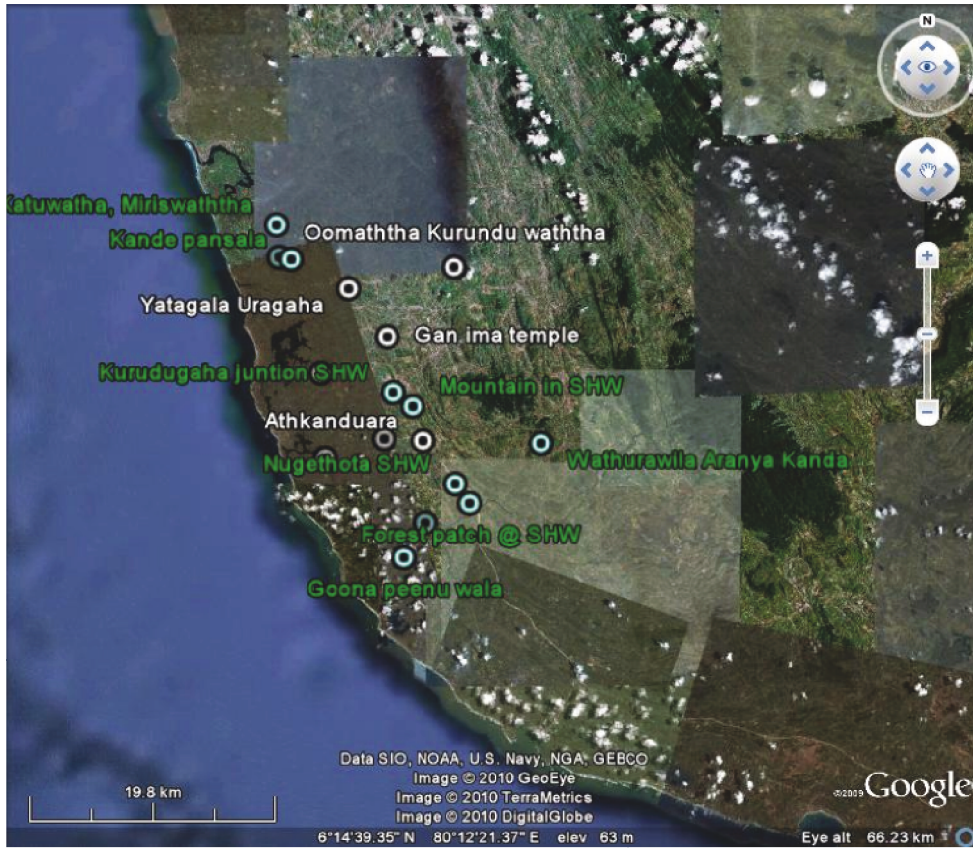 N
Katuwatha, Miriswaththa
Kande pansala
Oomaththa Kurundu waththa
Yatagala Uragaha
Gan ima temple
Kurudugaha juntion SHW
Mountain in SHW
Athkanduara
Nugethota SHW
Wathurawila Aranya Kanda
Forest patch @ SHW
Goona peenu wala
Data SIO, NOAA, U.S. Navy, NGA, GEBCO
Image © 2010 GeoEye
Image © 2010 TerraMetrics
Image © 2010 DigitalGlobe
19.8 km
©2009 Google
6°14'39.35" N 80°12'21.37" E elev 63 m
Eye alt 66.23 km